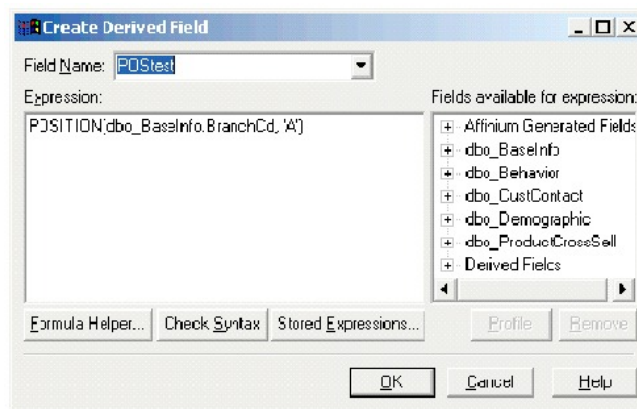 Create Derived Field
Field Name: POStest
Expression:
POSITION(dbo_BaseInfo.BranchCd, 'A')
Fields available for expression:
Affinium Generated Fields
dbo_BaseInfo
dbo_Behavior
dbo_CustContact
dbo_Demographic
dbo_ProductCrossSell
Derived Fields
Formula Helper... Check Syntax Stored Expressions... Profile Remove
OK Cancel Help